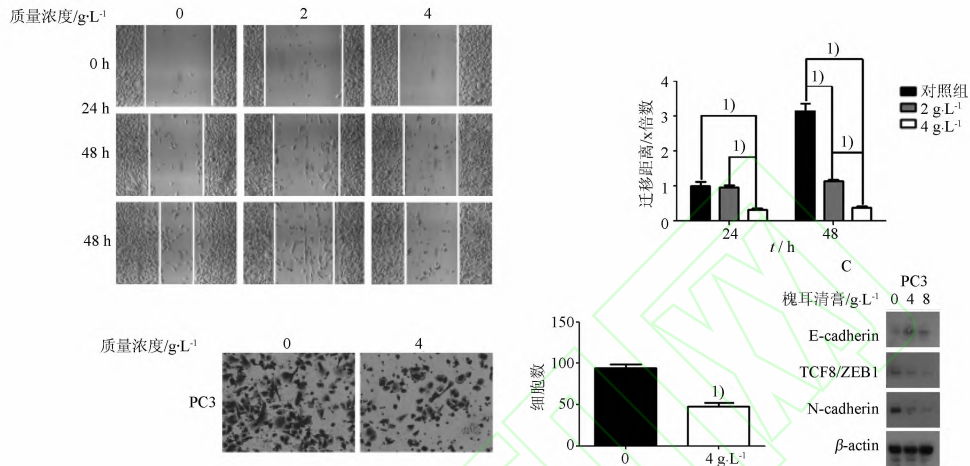 质量浓度/g·L⁻¹ 0 2 4
0 h
24 h
48 h
48 h
迁移距离/x倍数
4
3
2
1
0
1)
1)
1)
1)
1)
24 48
t / h
对照组
2 g·L⁻¹
4 g·L⁻¹
C
质量浓度/g·L⁻¹ 0 4
PC3
细胞数
150
100
50
0
1)
0 4 g·L⁻¹
PC3
槐耳清膏/g·L⁻¹ 0 4 8
E-cadherin
TCF8/ZEB1
N-cadherin
β-actin